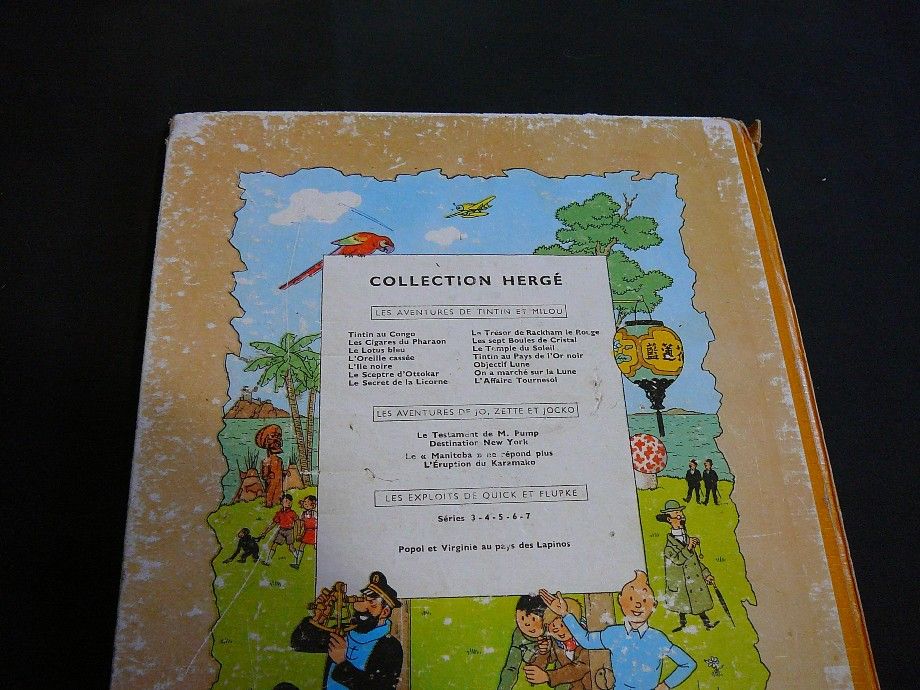 COLLECTION HERGÉ
LES AVENTURES DE TINTIN ET MILOU
Tintin au Congo
Les Cigares du Pharaon
Le Lotus bleu
L'Oreille cassée
L'Ile noire
Le Sceptre d'Ottokar
Le Secret de la Licorne
Le Trésor de Rackham le Rouge
Les sept Boules de Cristal
Le Temple du Soleil
Tintin au Pays de l'Or noir
Objectif Lune
On a marché sur la Lune
L'Affaire Tournesol
LES AVENTURES DE JO, ZETTE ET JOCKO
Le Testament de M. Pump
Destination New York
Le « Manitoba » ne répond plus
L'Éruption du Karamako
LES EXPLOITS DE QUICK ET FLUPKE
Séries 3-4-5-6-7
Popol et Virginie au pays des Lapinos